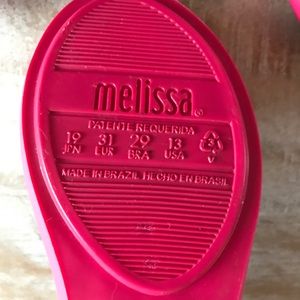 melissa®
PATENTE REQUERIDA
19 31 29 13
JPN EUR BRA USA
MADE IN BRAZIL HECHO EN BRASIL